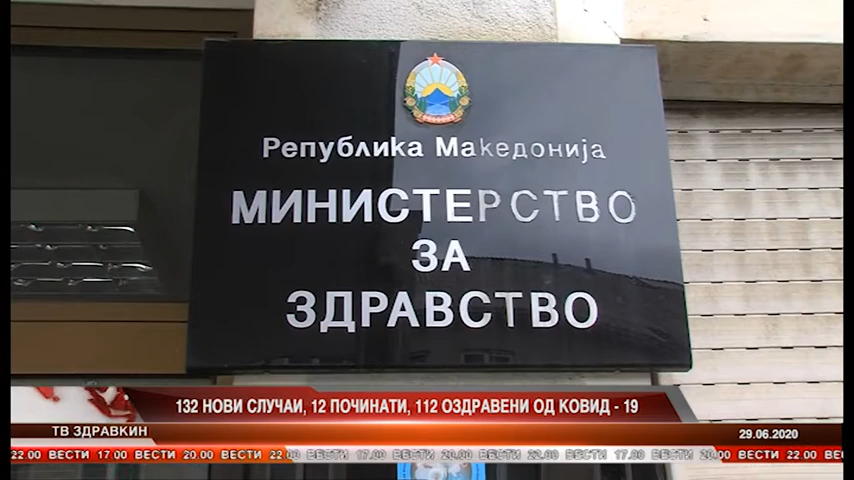 Република Македонија
МИНИСТЕРСТВО
ЗА
ЗДРАВСТВО
132 НОВИ СЛУЧАИ, 12 ПОЧИНАТИ, 112 ОЗДРАВЕНИ ОД КОВИД - 19
ТВ ЗДРАВКИН
29.06.2020
22.00 ВЕСТИ 17.00 ВЕСТИ 20.00 ВЕСТИ 22.00 ВЕСТИ 17.00 ВЕСТИ 20.00 ВЕСТИ 22.00 ВЕСТИ 17.00 ВЕСТИ 20.00 ВЕСТИ 22.00